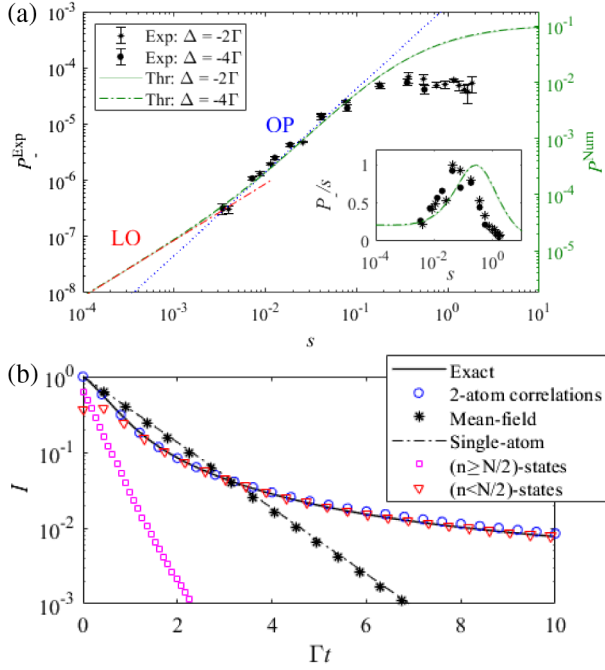 (a)
Exp: Δ = -2Γ
Exp: Δ = -4Γ
Thr: Δ = -2Γ
Thr: Δ = -4Γ
10^-3
10^-4
10^-5
10^-6
10^-7
10^-8
P_-^Exp
OP
LO
10^-1
10^-2
10^-3
10^-4
10^-5
P^Num
1
0.5
0
P_-/s
10^-4 10^-2 10^0
s
10^-4 10^-3 10^-2 10^-1 10^0 10^1
s
(b)
Exact
2-atom correlations
Mean-field
Single-atom
(n≥N/2)-states
(n<N/2)-states
10^0
10^-1
10^-2
10^-3
I
0 2 4 6 8 10
Γt